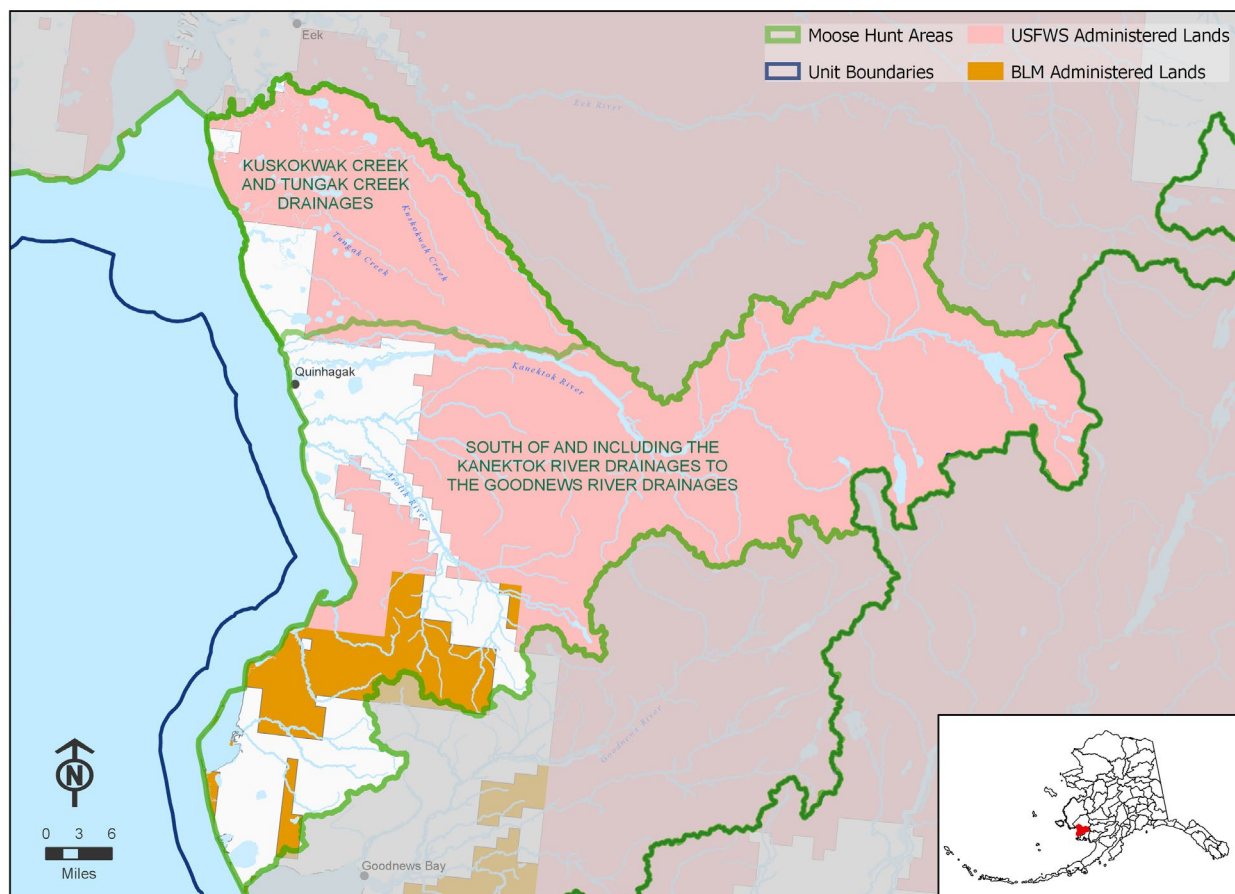 Eek
Moose Hunt Areas
USFWS Administered Lands
Unit Boundaries
BLM Administered Lands
Eek River
KUSKOKWAK CREEK
AND TUNGAK CREEK
DRAINAGES
Kuskokwak Creek
Tungak Creek
Quinhagak
Kanektok River
SOUTH OF AND INCLUDING THE
KANEKTOK RIVER DRAINAGES TO
THE GOODNEWS RIVER DRAINAGES
Arolik River
Goodnews River
N
0 3 6
Miles
Goodnews Bay